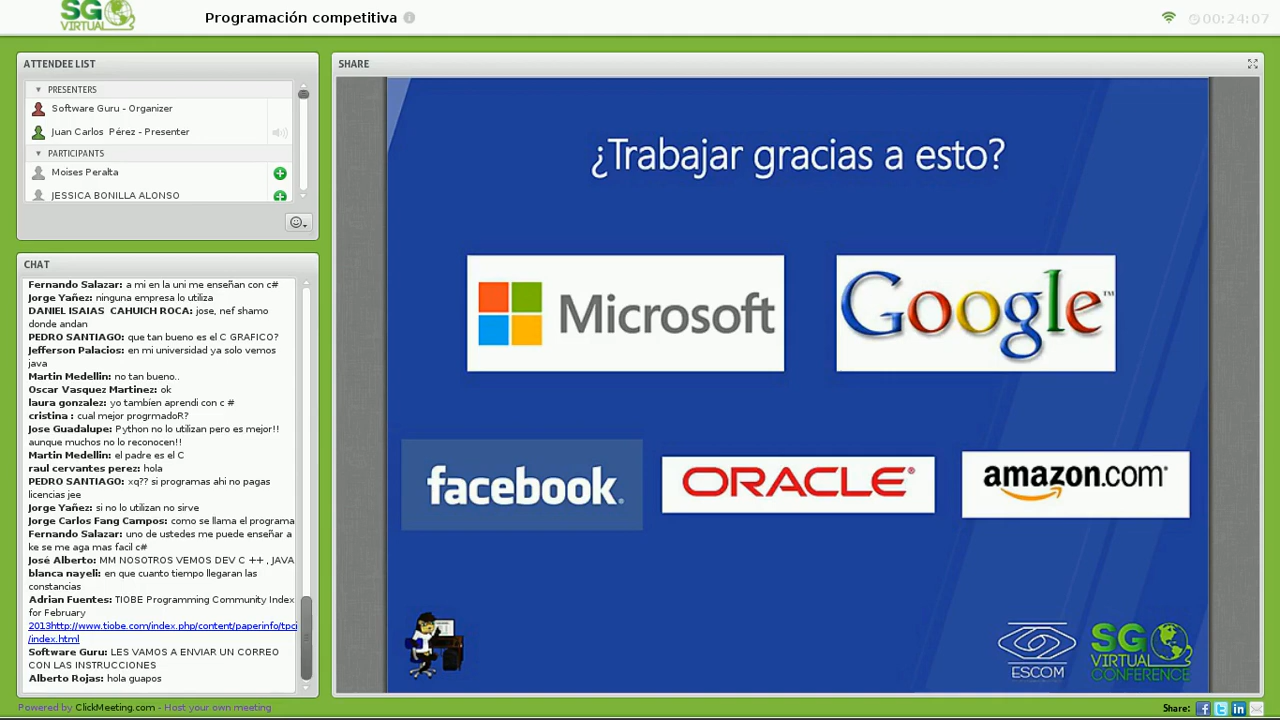 SG
VIRTUAL
Programación competitiva
00:24:07
ATTENDEE LIST
PRESENTERS
Software Guru - Organizer
Juan Carlos Pérez - Presenter
PARTICIPANTS
Moises Peralta
JESSICA BONILLA ALONSO
CHAT
Fernando Salazar: a mi en la uni me enseñan con c#
Jorge Yañez: ninguna empresa lo utiliza
DANIEL ISAIAS CAHUICH ROCA: jose, nef shamo
donde andan
PEDRO SANTIAGO: que tan bueno es el C GRAFICO?
Jefferson Palacios: en mi universidad ya solo vemos
java
Martin Medellin: no tan bueno..
Oscar Vasquez Martinez: ok
laura gonzalez: yo tambien aprendi con c #
cristina : cual mejor progrmadoR?
Jose Guadalupe: Python no lo utilizan pero es mejor!!
aunque muchos no lo reconocen!!
Martin Medellin: el padre es el C
raul cervantes perez: hola
PEDRO SANTIAGO: xq?? si programas ahi no pagas
licencias jee
Jorge Yañez: si no lo utilizan no sirve
Jorge Carlos Fang Campos: como se llama el programa
Fernando Salazar: uno de ustedes me puede enseñar a
ke se me aga mas facil c#
José Alberto: MM NOSOTROS VEMOS DEV C ++ , JAVA
blanca nayeli: en que cuanto tiempo llegaran las
constancias
Adrian Fuentes: TIOBE Programming Community Index
for February
2013http://www.tiobe.com/index.php/content/paperinfo/tpci
/index.html
Software Guru: LES VAMOS A ENVIAR UN CORREO
CON LAS INSTRUCCIONES
Alberto Rojas: hola guapos
SHARE
¿Trabajar gracias a esto?
Microsoft
Google™
facebook®
ORACLE®
amazon.com®
ESCOM
SG
VIRTUAL
CONFERENCE
Powered by ClickMeeting.com - Host your own meeting
Share: